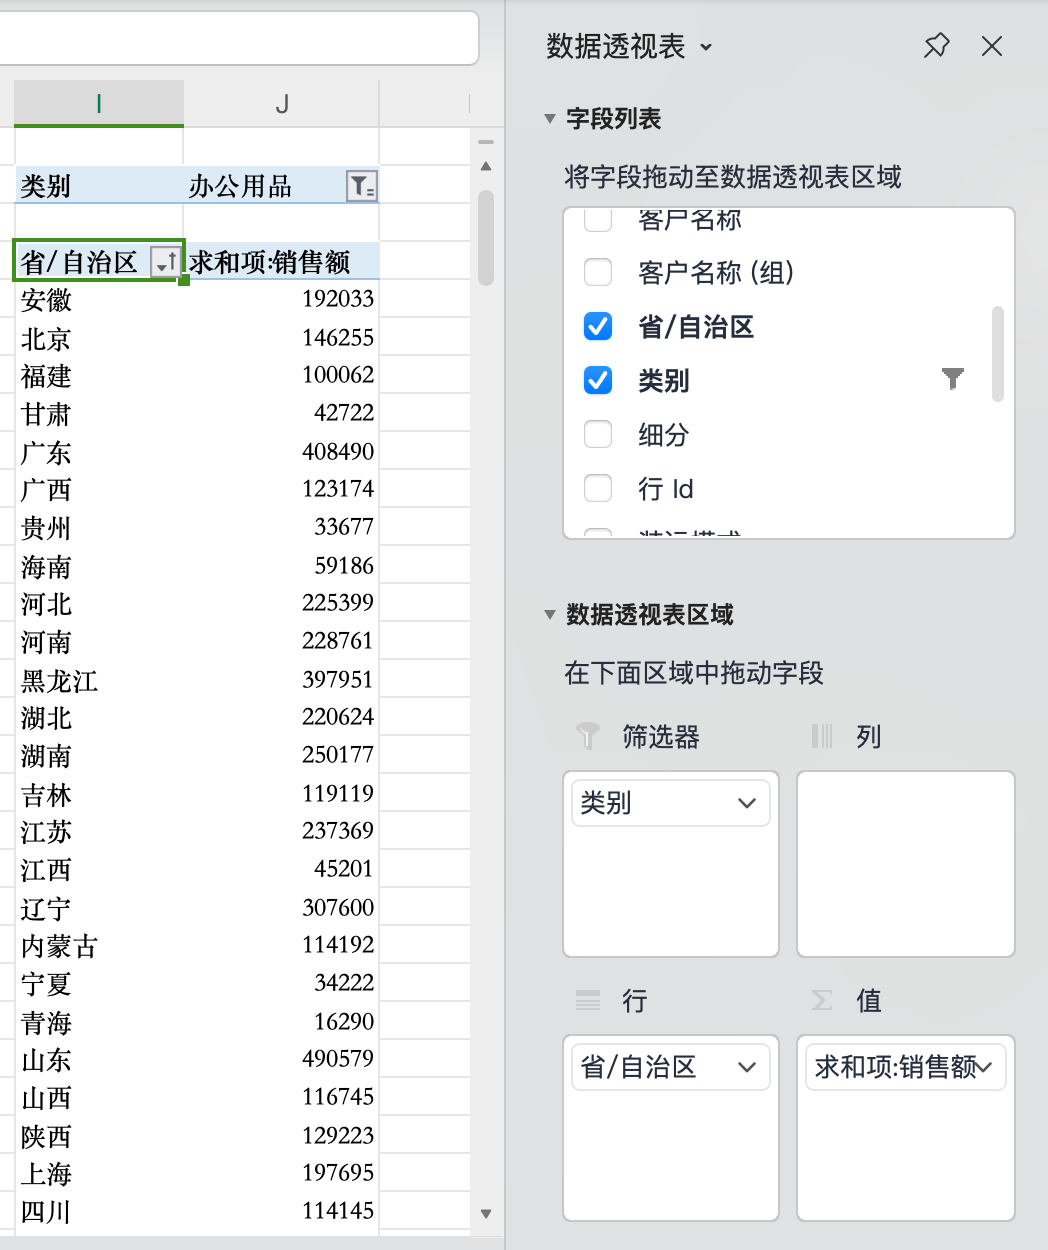 数据透视表
I J
字段列表
将字段拖动至数据透视表区域
类别 办公用品
省/自治区 求和项:销售额
安徽 192033
北京 146255
福建 100062
甘肃 42722
广东 408490
广西 123174
贵州 33677
海南 59186
河北 225399
河南 228761
黑龙江 397951
湖北 220624
湖南 250177
吉林 119119
江苏 237369
江西 45201
辽宁 307600
内蒙古 114192
宁夏 34222
青海 16290
山东 490579
山西 116745
陕西 129223
上海 197695
四川 114145
客户名称
客户名称 (组)
省/自治区
类别
细分
行 Id
数据透视表区域
在下面区域中拖动字段
筛选器 列
类别
行 Σ 值
省/自治区 求和项:销售额